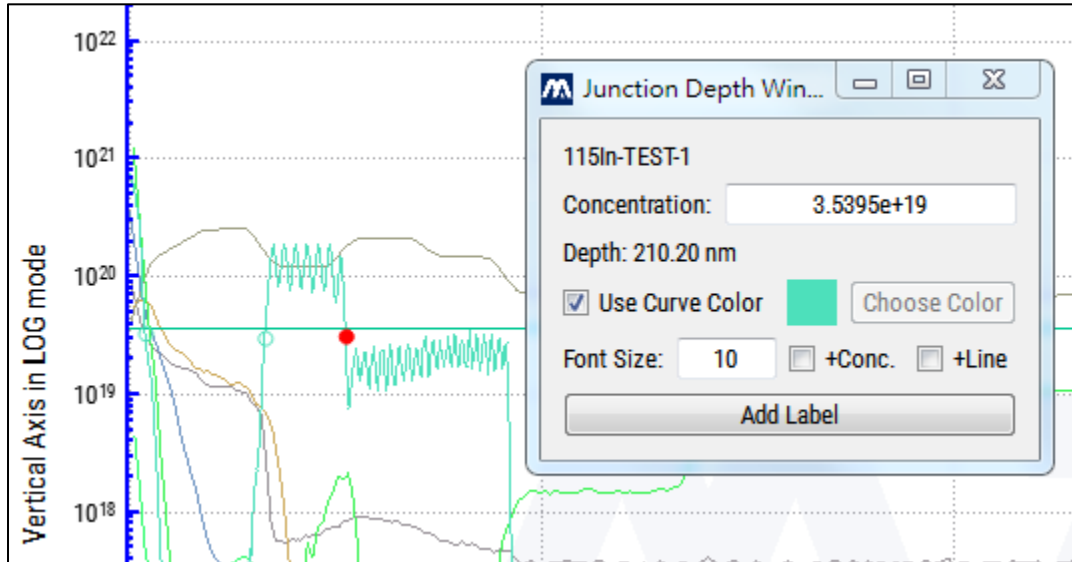 10²²
10²¹
10²⁰
10¹⁹
10¹⁸
Vertical Axis in LOG mode
Junction Depth Win...
115In-TEST-1
Concentration: 3.5395e+19
Depth: 210.20 nm
Use Curve Color Choose Color
Font Size: 10 +Conc. +Line
Add Label